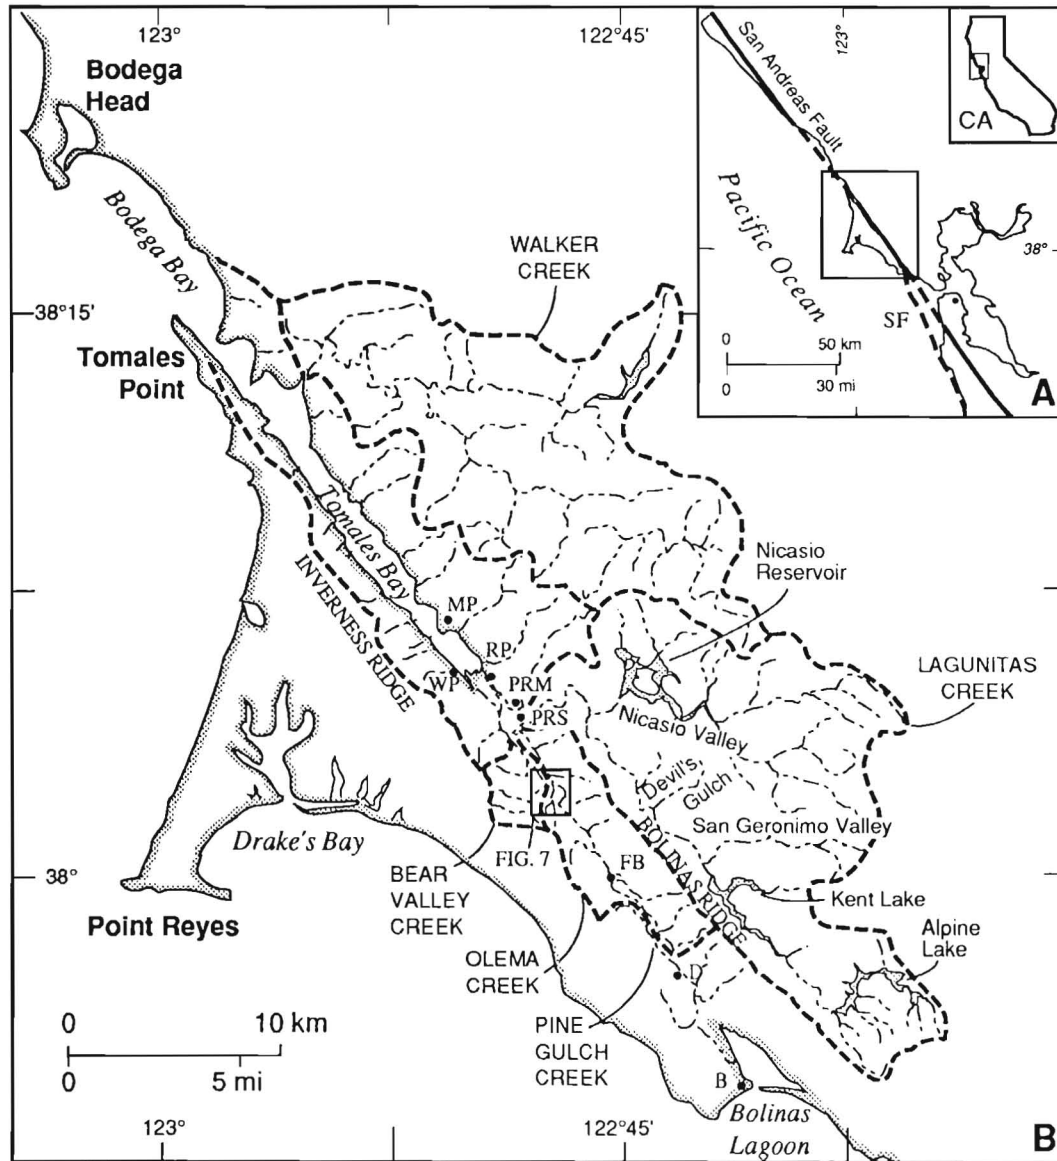 123°
122°45'
Bodega
Head
Bodega Bay
San Andreas Fault
123°
CA
Pacific Ocean
38°
SF
0
50 km
0
30 mi
A
WALKER
CREEK
38°15'
Tomales
Point
Tomales Bay
INVERNESS RIDGE
MP
RP
WP
PRM
PRS
Nicasio
Reservoir
LAGUNITAS
CREEK
Nicasio Valley
Devil's
Gulch
San Geronimo Valley
BOLINAS RIDGE
Drake's Bay
FIG. 7
FB
38°
BEAR
VALLEY
CREEK
Kent Lake
Point Reyes
Alpine
Lake
OLEMA
CREEK
D
PINE
GULCH
CREEK
0
10 km
0
5 mi
B
Bolinas
Lagoon
123°
122°45'
B